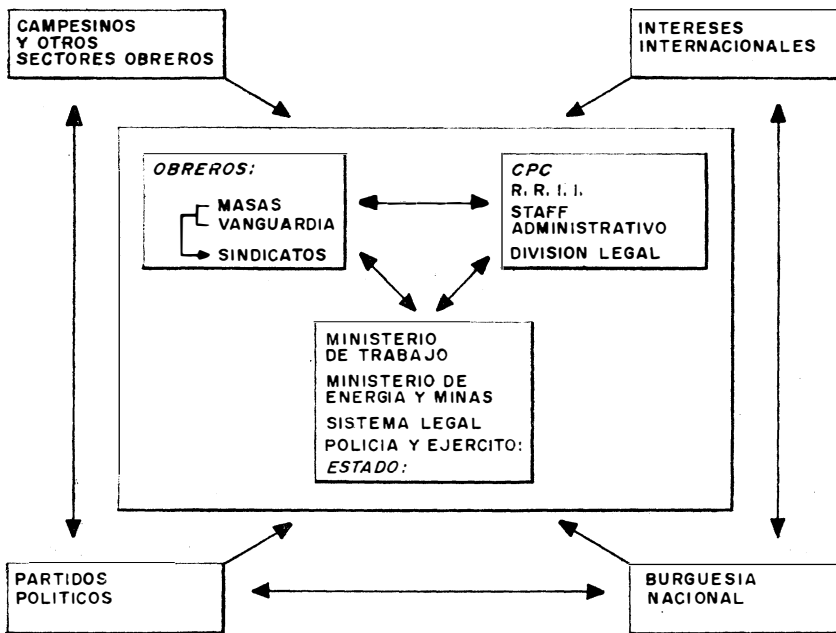 CAMPESINOS
Y OTROS
SECTORES OBREROS
INTERESES
INTERNACIONALES
OBREROS:
MASAS
VANGUARDIA
SINDICATOS
CPC
R. R. I. I.
STAFF
ADMINISTRATIVO
DIVISION LEGAL
MINISTERIO
DE TRABAJO
MINISTERIO DE
ENERGIA Y MINAS
SISTEMA LEGAL
POLICIA Y EJERCITO:
ESTADO:
PARTIDOS
POLITICOS
BURGUESIA
NACIONAL